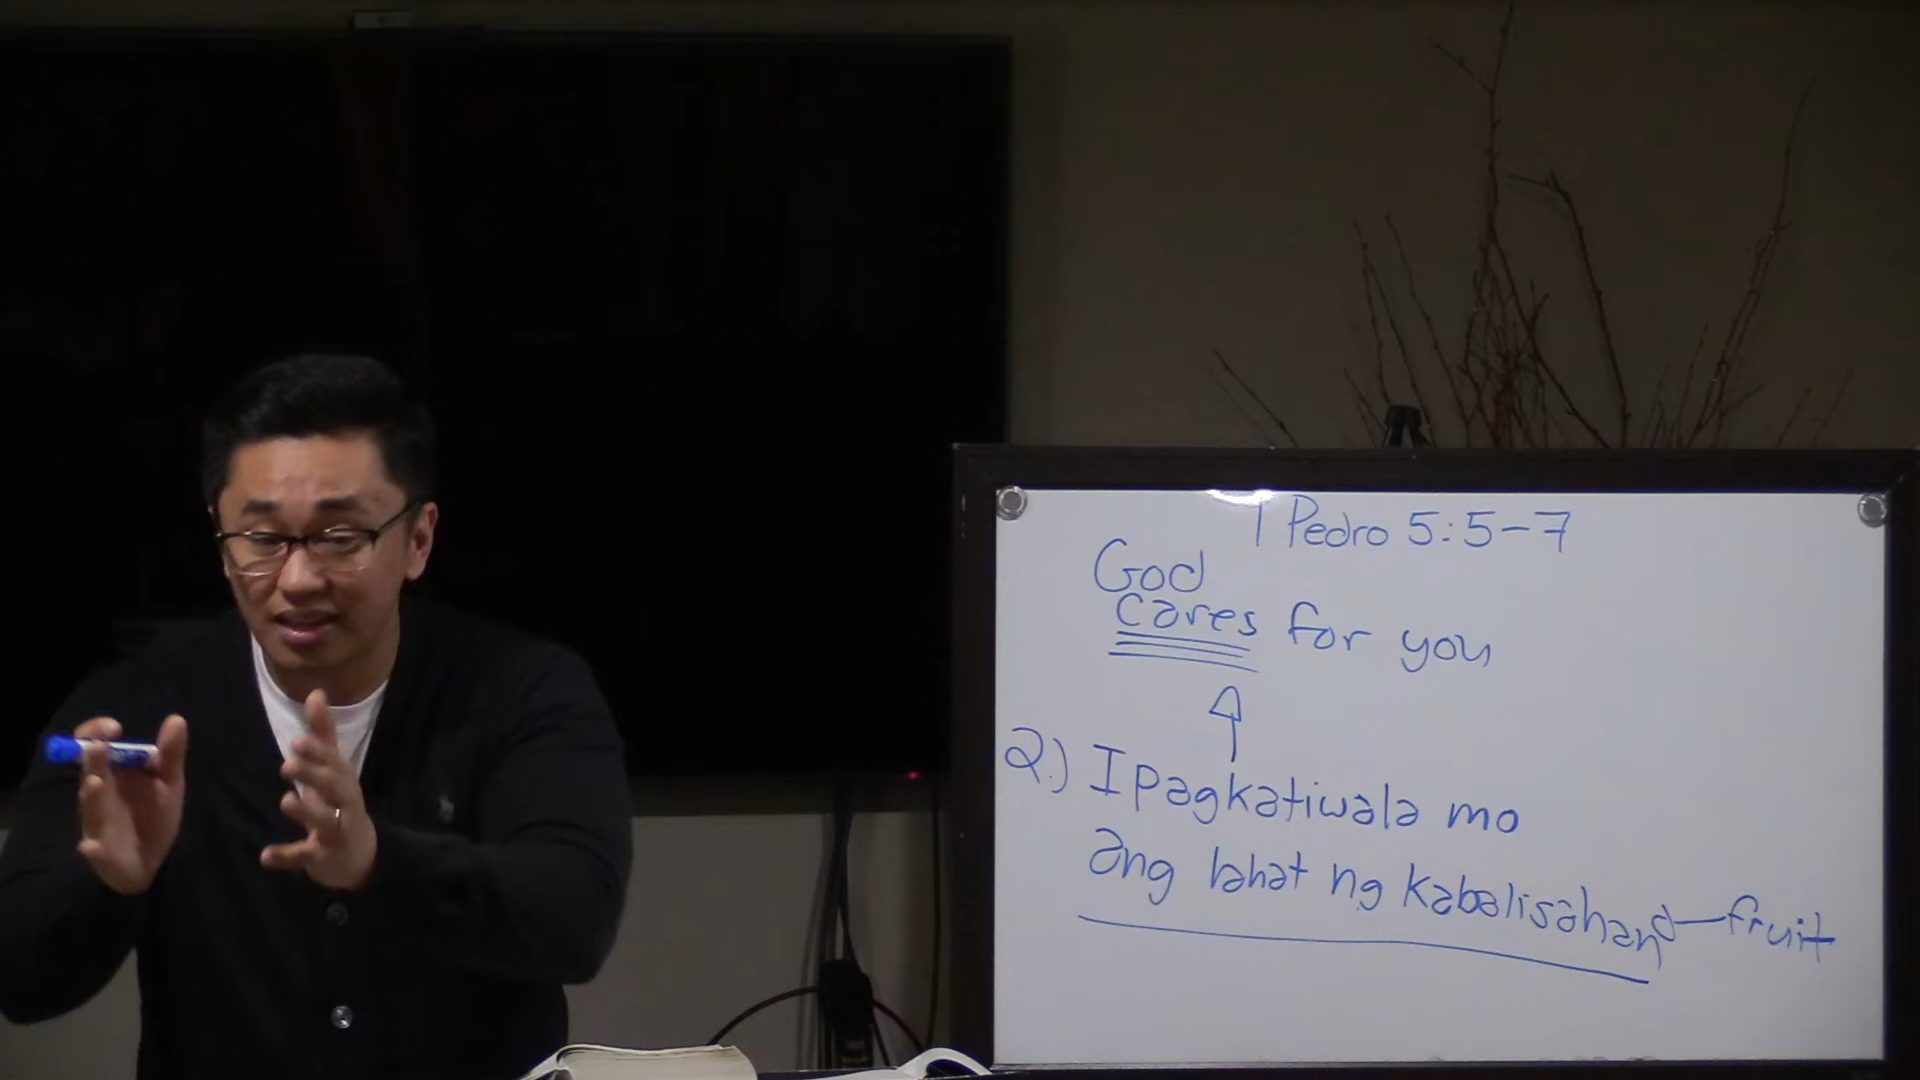 1 Pedro 5:5-7
God
cares for you
2.) Ipagkatiwala mo
ang lahat ng kabalisahan - fruit